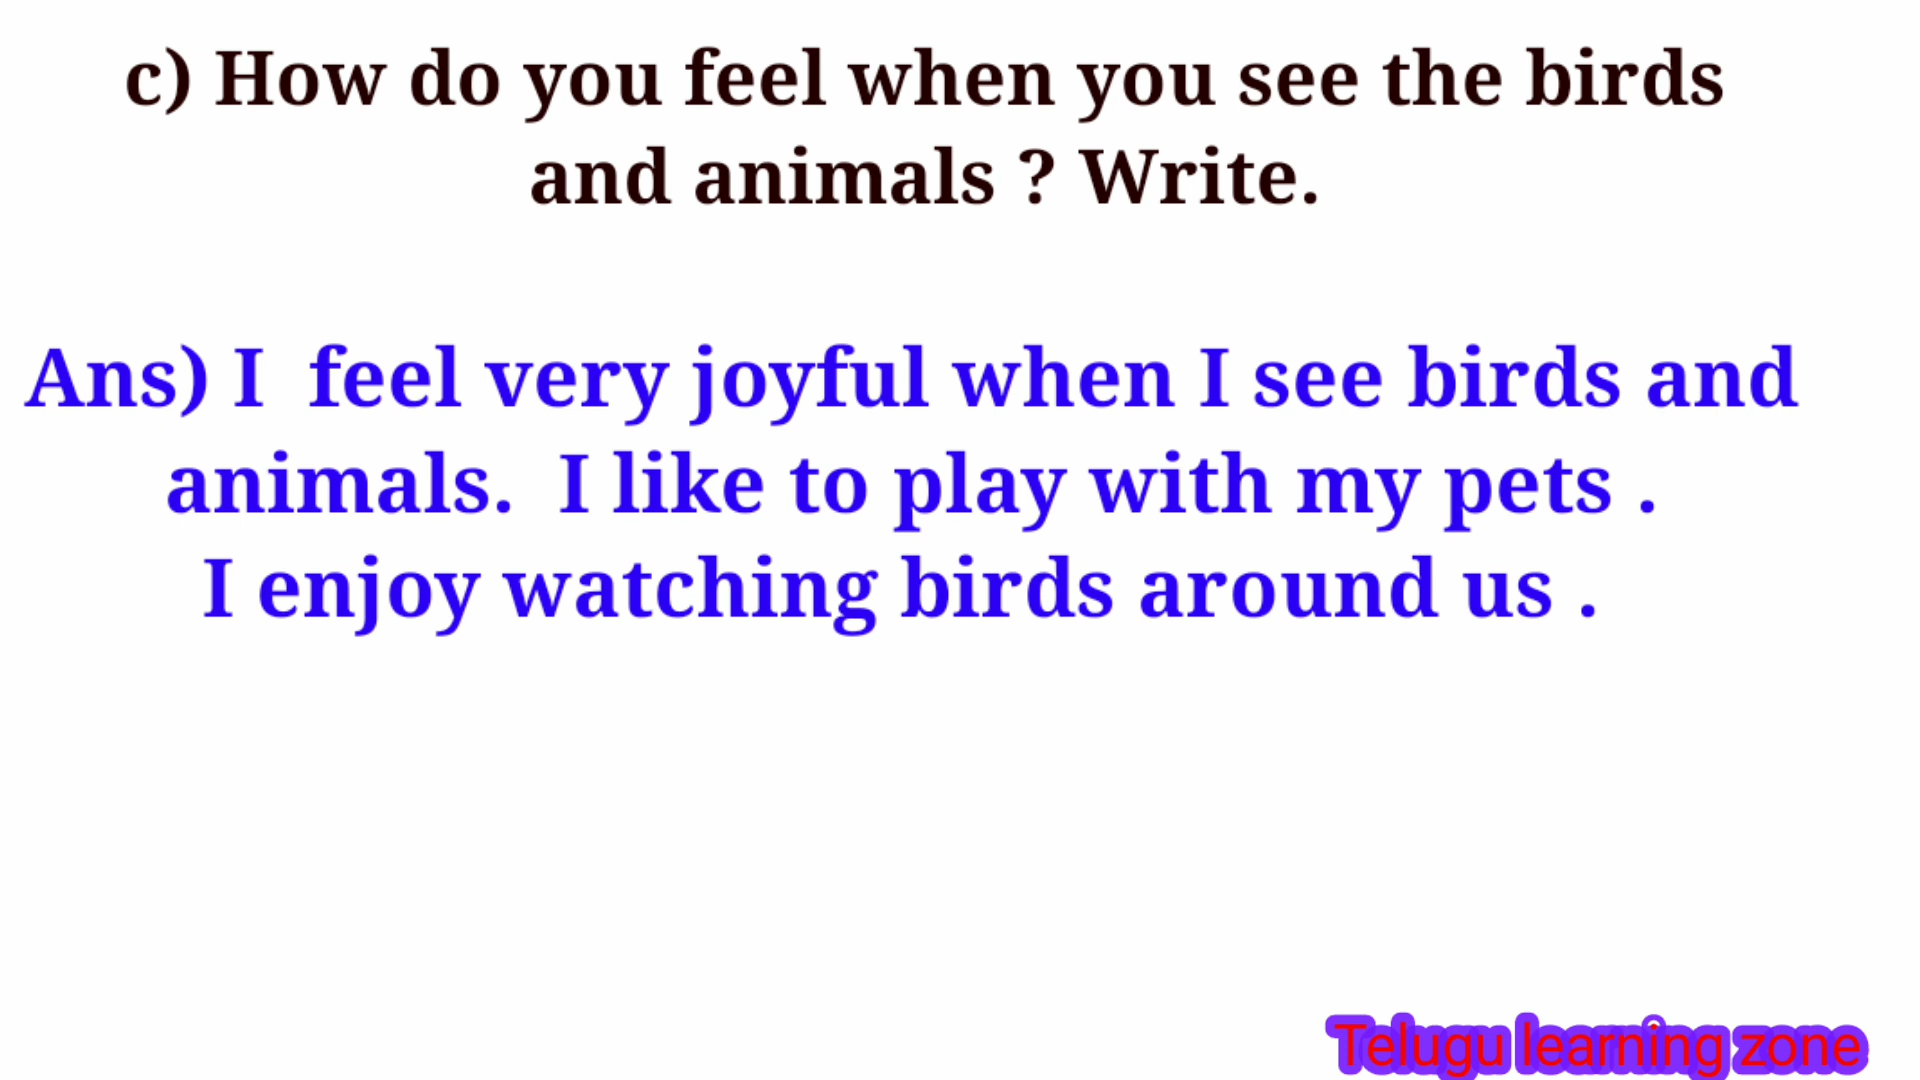 c) How do you feel when you see the birds
and animals ? Write.
Ans) I  feel very joyful when I see birds and
animals.  I like to play with my pets .
I enjoy watching birds around us .
Telugu learning zone